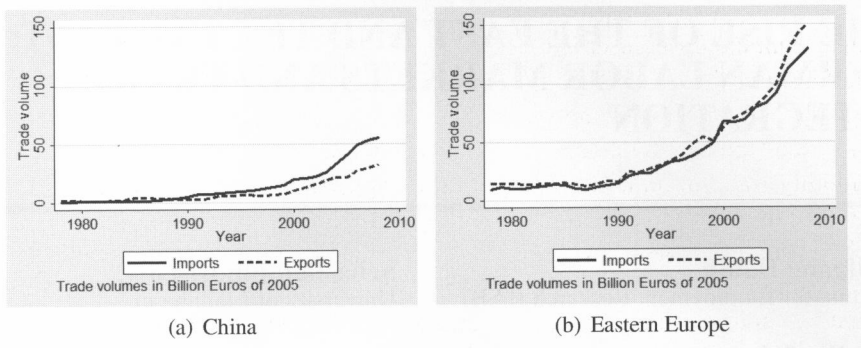 150
100
50
0
Trade volume
1980
1990
2000
2010
Year
Imports
Exports
Trade volumes in Billion Euros of 2005
(a) China
150
100
50
0
Trade volume
1980
1990
2000
2010
Year
Imports
Exports
Trade volumes in Billion Euros of 2005
(b) Eastern Europe